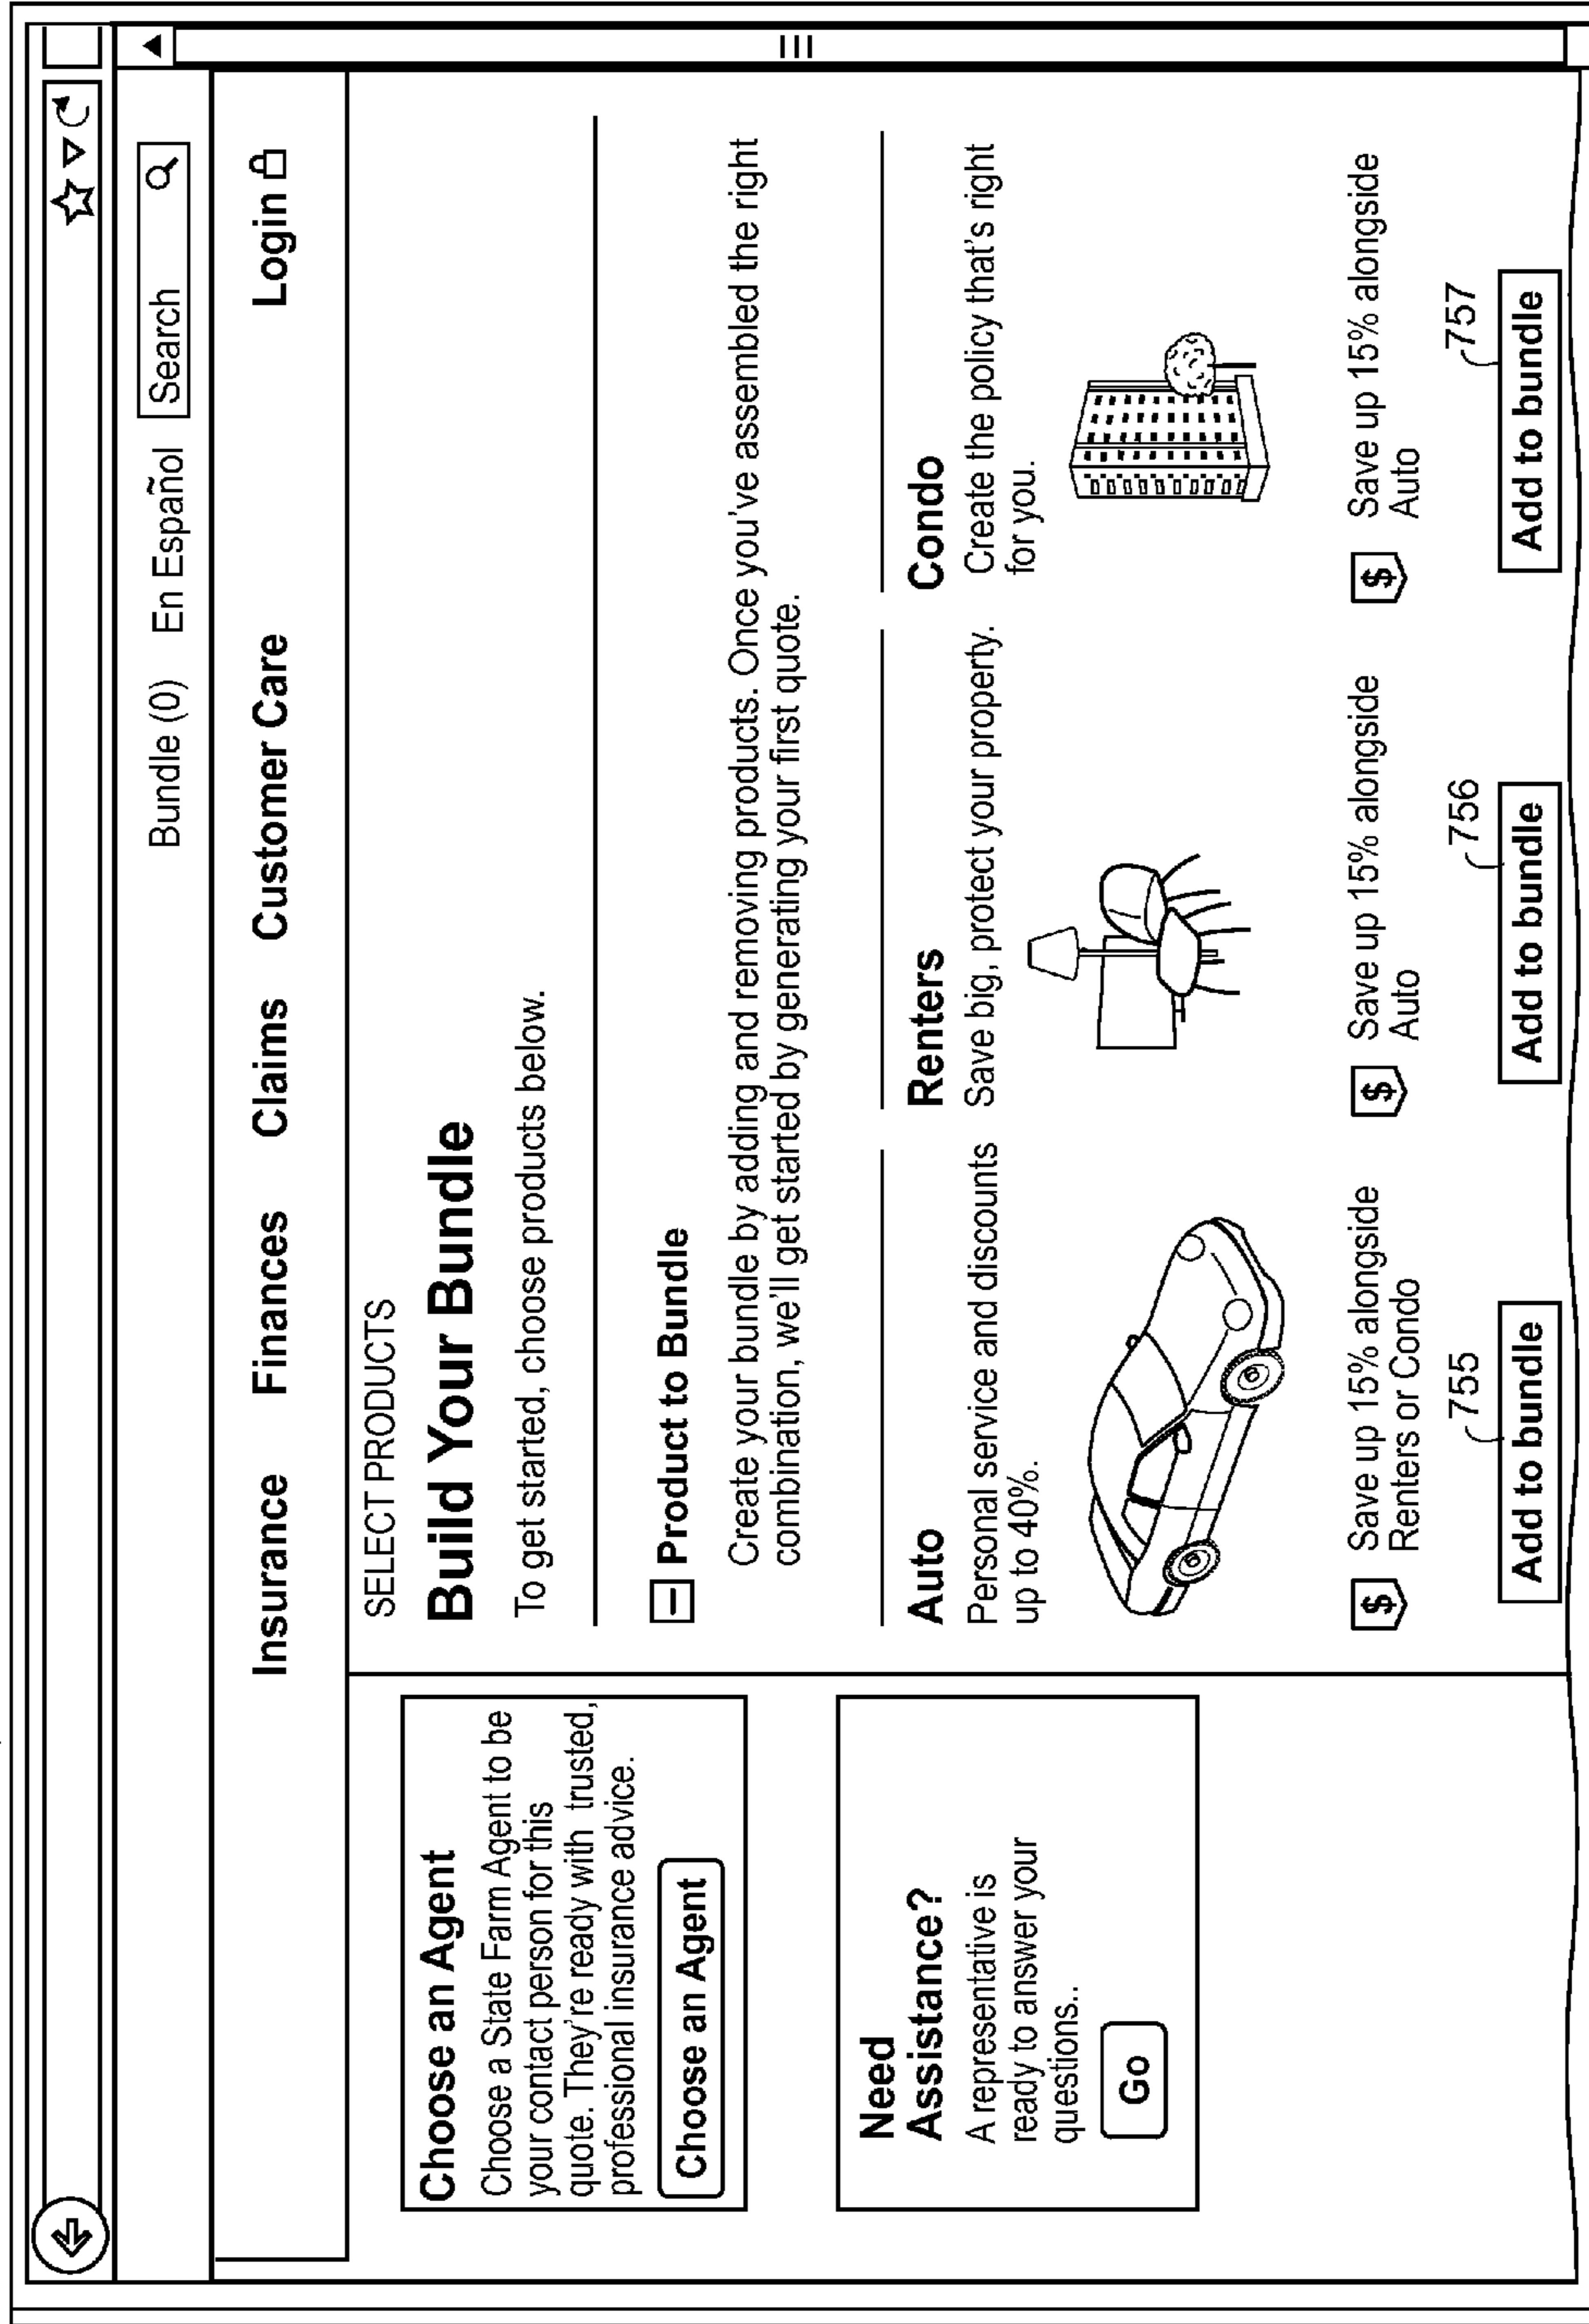 Bundle (0) En Español Search
Insurance Finances Claims Customer Care Login
Choose an Agent
Choose a State Farm Agent to be
your contact person for this
quote. They're ready with trusted,
professional insurance advice.
Choose an Agent
Need
Assistance?
A representative is
ready to answer your
questions..
Go
SELECT PRODUCTS
Build Your Bundle
To get started, choose products below.
Product to Bundle
Create your bundle by adding and removing products. Once you've assembled the right
combination, we'll get started by generating your first quote.
Auto
Personal service and discounts
up to 40%.
$ Save up 15% alongside
Renters or Condo
755
Add to bundle
Renters
Save big, protect your property.
$ Save up 15% alongside
Auto
756
Add to bundle
Condo
Create the policy that's right
for you.
$ Save up 15% alongside
Auto
757
Add to bundle